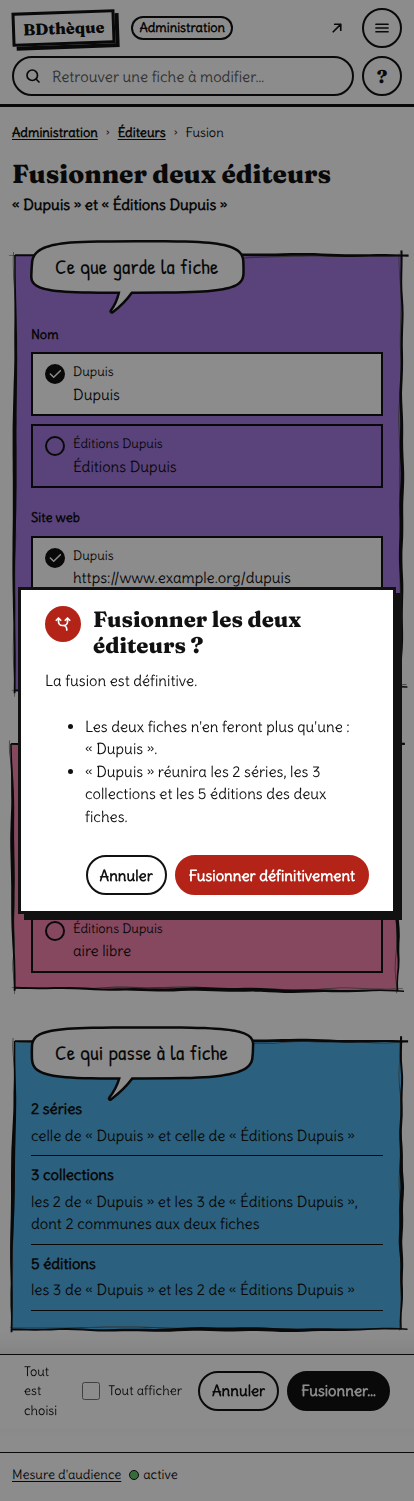 BDthèque
Administration
Retrouver une fiche à modifier...
?
Administration › Éditeurs › Fusion
Fusionner deux éditeurs
« Dupuis » et « Éditions Dupuis »
Ce que garde la fiche
Nom
Dupuis
Dupuis
Éditions Dupuis
Éditions Dupuis
Site web
Dupuis
https://www.example.org/dupuis
Fusionner les deux
éditeurs ?
La fusion est définitive.
• Les deux fiches n'en feront plus qu'une :
« Dupuis ».
• « Dupuis » réunira les 2 séries, les 3
collections et les 5 éditions des deux
fiches.
Annuler
Fusionner définitivement
Éditions Dupuis
aire libre
Ce qui passe à la fiche
2 séries
celle de « Dupuis » et celle de « Éditions Dupuis »
3 collections
les 2 de « Dupuis » et les 3 de « Éditions Dupuis »,
dont 2 communes aux deux fiches
5 éditions
les 3 de « Dupuis » et les 2 de « Éditions Dupuis »
Tout
est
choisi
Tout afficher
Annuler
Fusionner...
Mesure d'audience
active